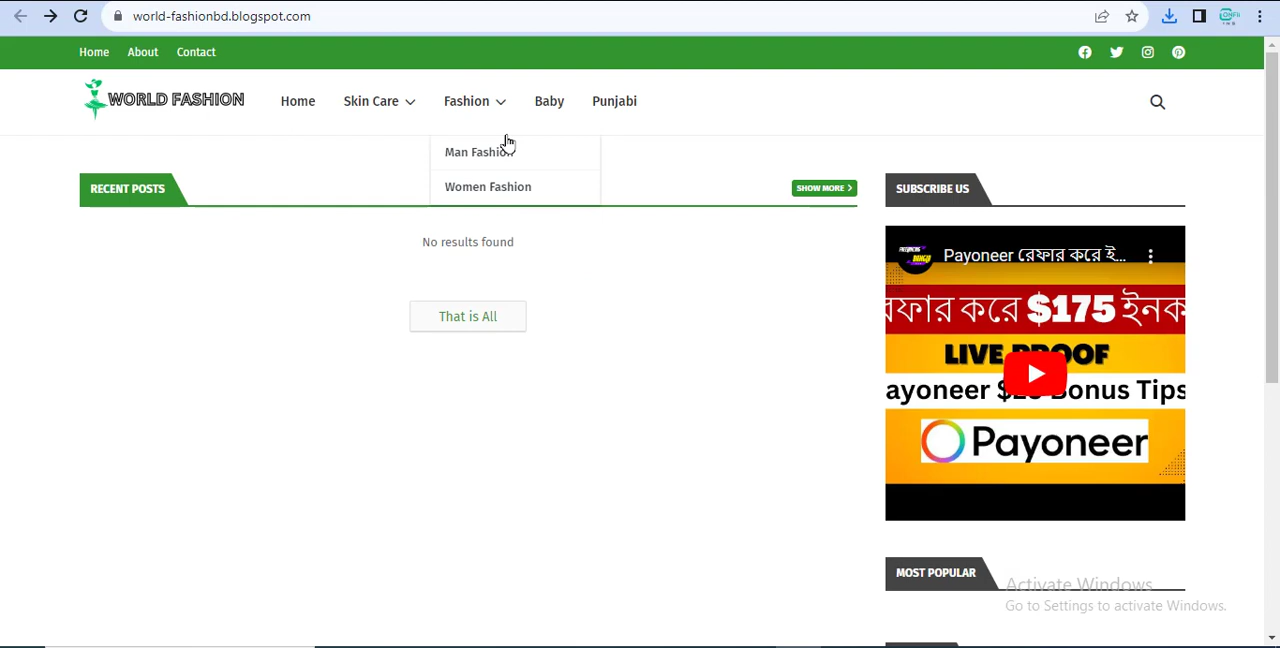 world-fashionbd.blogspot.com
Home About Contact
WORLD FASHION Home Skin Care Fashion Baby Punjabi
Man Fashion
Women Fashion
RECENT POSTS SHOW MORE
No results found
That is All
SUBSCRIBE US
Payoneer রেফার করে ই...
রেফার করে $175 ইনক
LIVE PROOF
ayoneer $25 Bonus Tips
Payoneer
MOST POPULAR
Activate Windows
Go to Settings to activate Windows.